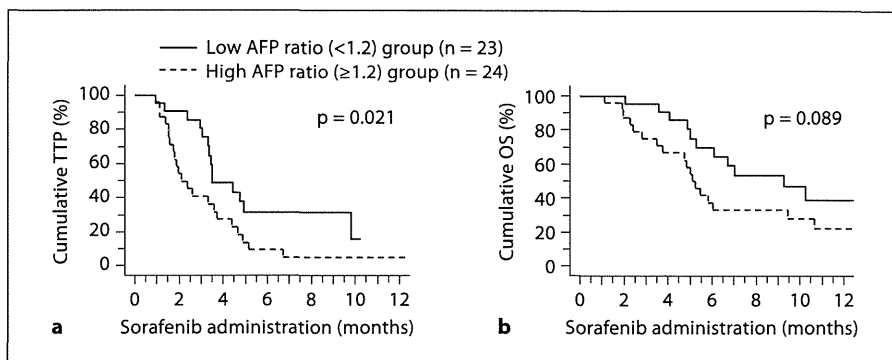 Low AFP ratio (<1.2) group (n = 23)
High AFP ratio (≥1.2) group (n = 24)
100
80
60
40
20
0
Cumulative TTP (%)
p = 0.021
0 2 4 6 8 10 12
a Sorafenib administration (months)
100
80
60
40
20
0
Cumulative OS (%)
p = 0.089
0 2 4 6 8 10 12
b Sorafenib administration (months)